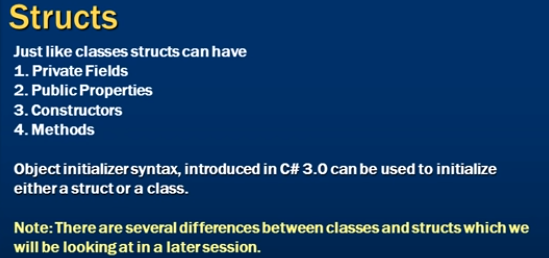 Structs
Just like classes structs can have
1. Private Fields
2. Public Properties
3. Constructors
4. Methods
Object initializer syntax, introduced in C# 3.0 can be used to initialize
either a struct or a class.
Note: There are several differences between classes and structs which we
will be looking at in a later session.